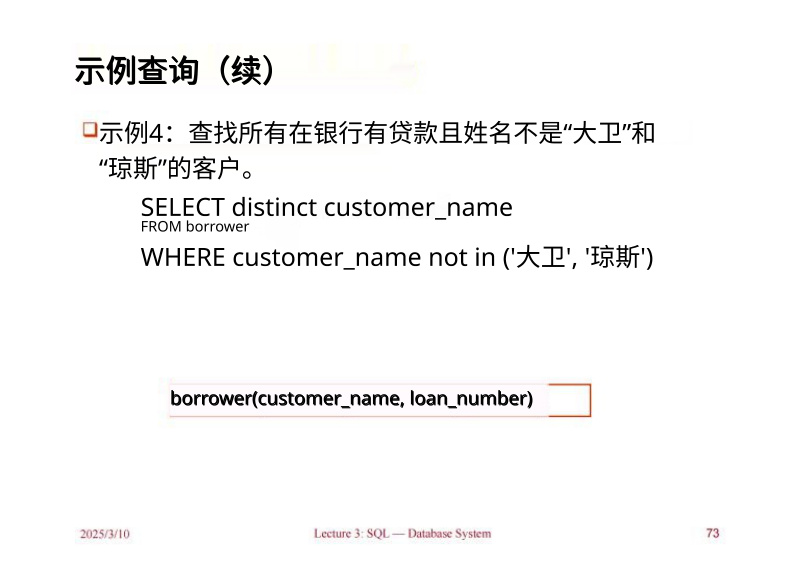 示例查询（续）
❑示例4：查找所有在银行有贷款且姓名不是“大卫”和
“琼斯”的客户。
SELECT distinct customer_name
FROM borrower
WHERE customer_name not in ('大卫', '琼斯')
borrower(customer_name, loan_number)
2025/3/10 Lecture 3: SQL — Database System 73